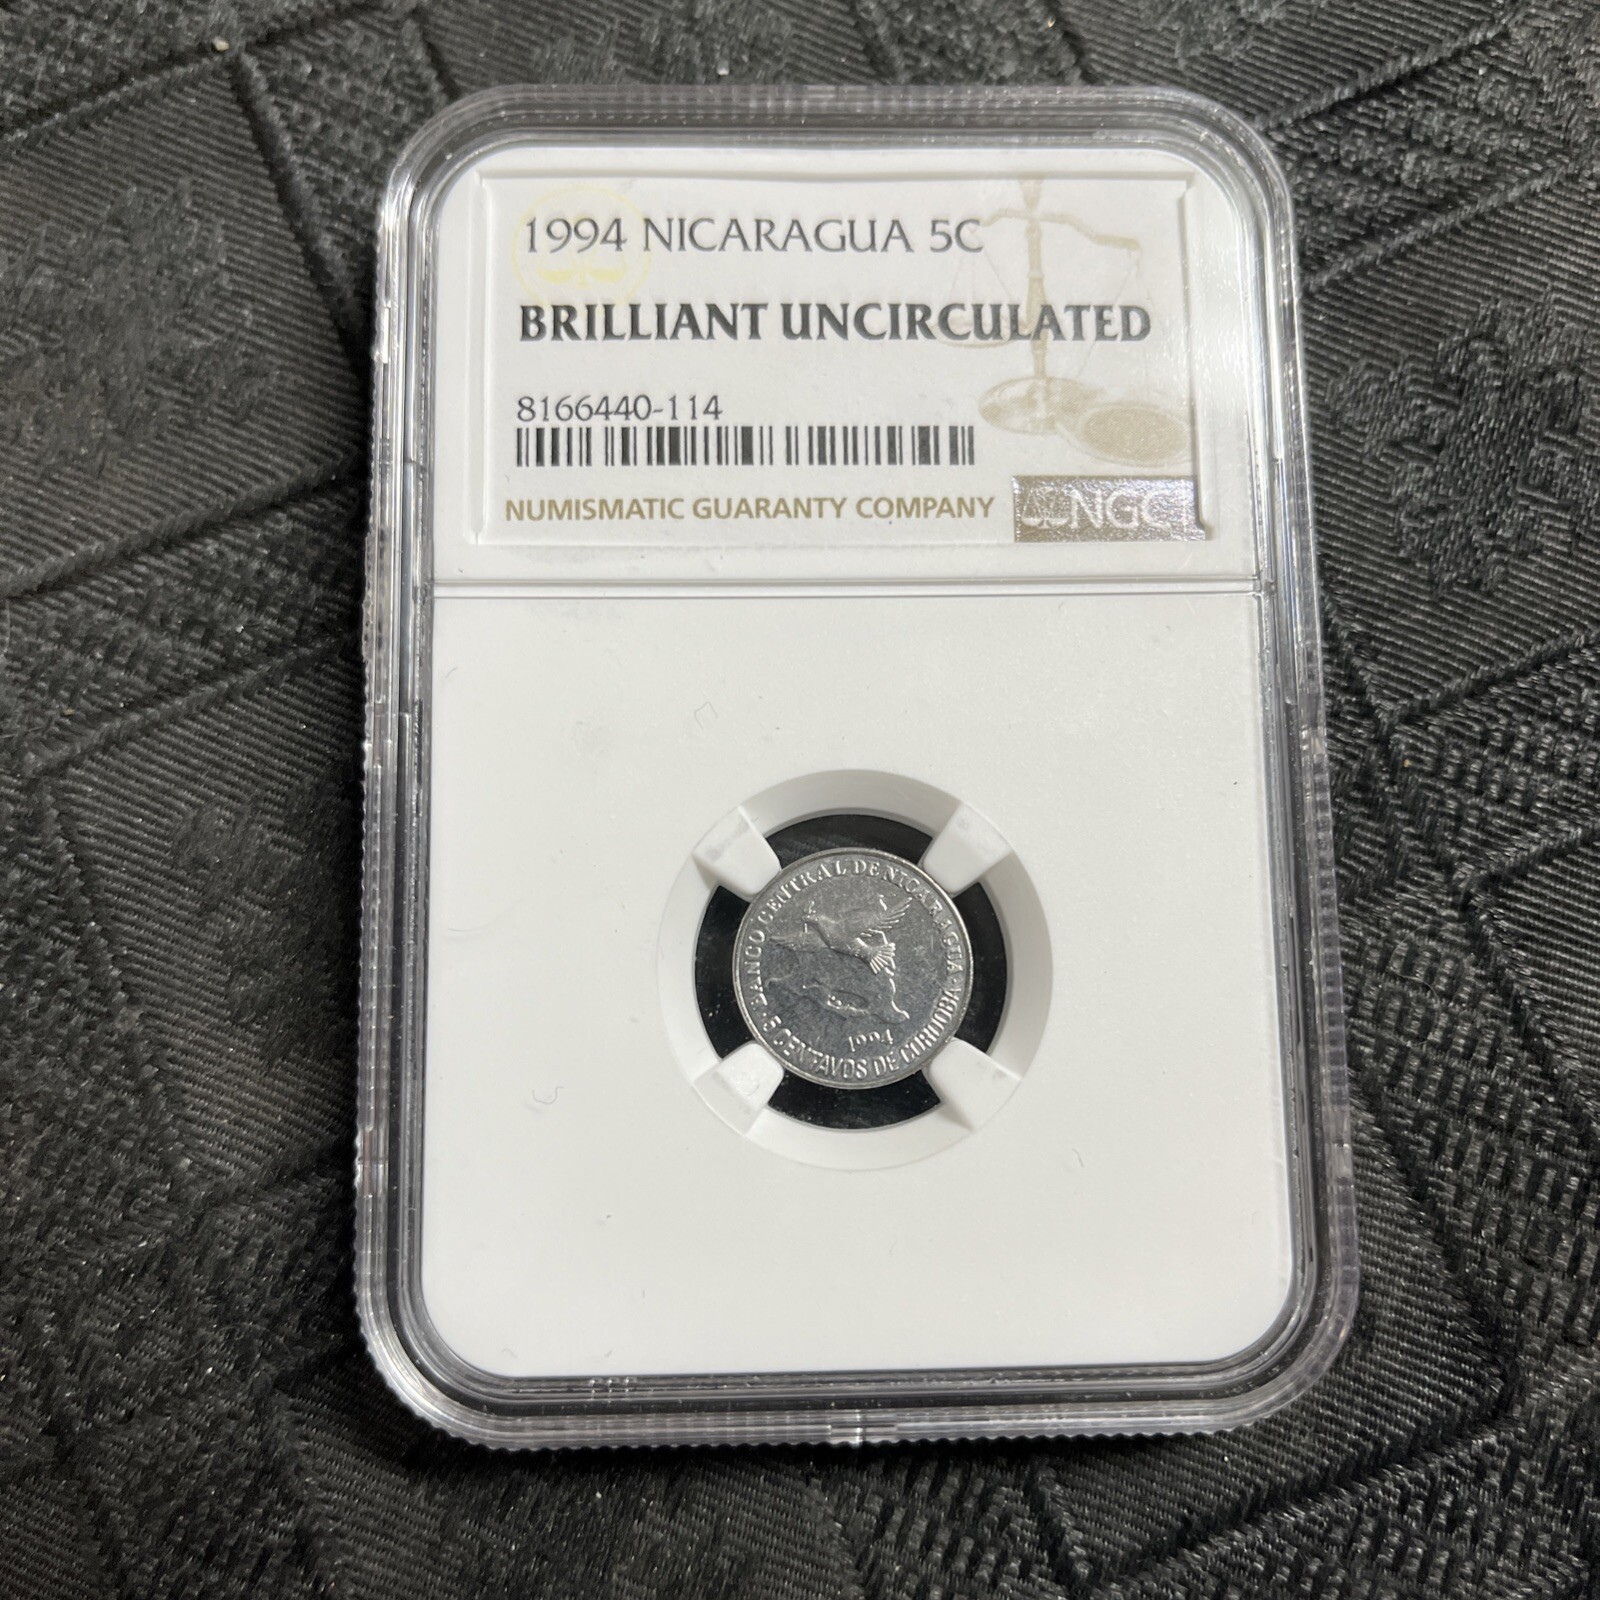 1994 NICARAGUA 5C
BRILLIANT UNCIRCULATED
8166440-114
NUMISMATIC GUARANTY COMPANY
NGC
BANCO CENTRAL DE NICARAGUA
1994
5 CENTAVOS DE CORDOBA